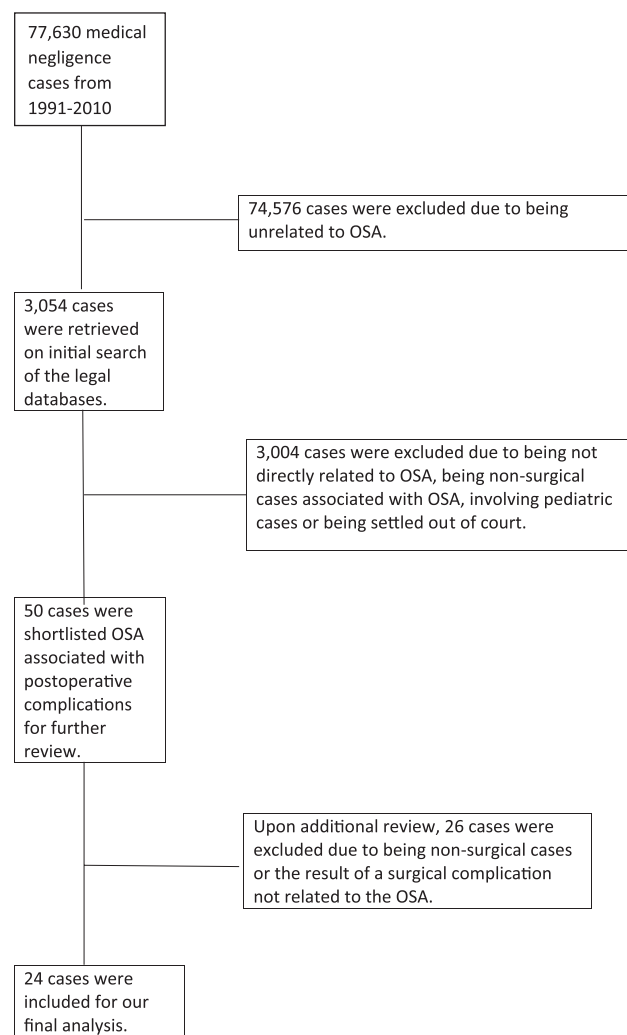 77,630 medical
negligence
cases from
1991-2010
74,576 cases were excluded due to being
unrelated to OSA.
3,054 cases
were retrieved
on initial search
of the legal
databases.
3,004 cases were excluded due to being not
directly related to OSA, being non-surgical
cases associated with OSA, involving pediatric
cases or being settled out of court.
50 cases were
shortlisted OSA
associated with
postoperative
complications
for further
review.
Upon additional review, 26 cases were
excluded due to being non-surgical cases
or the result of a surgical complication
not related to the OSA.
24 cases were
included for our
final analysis.